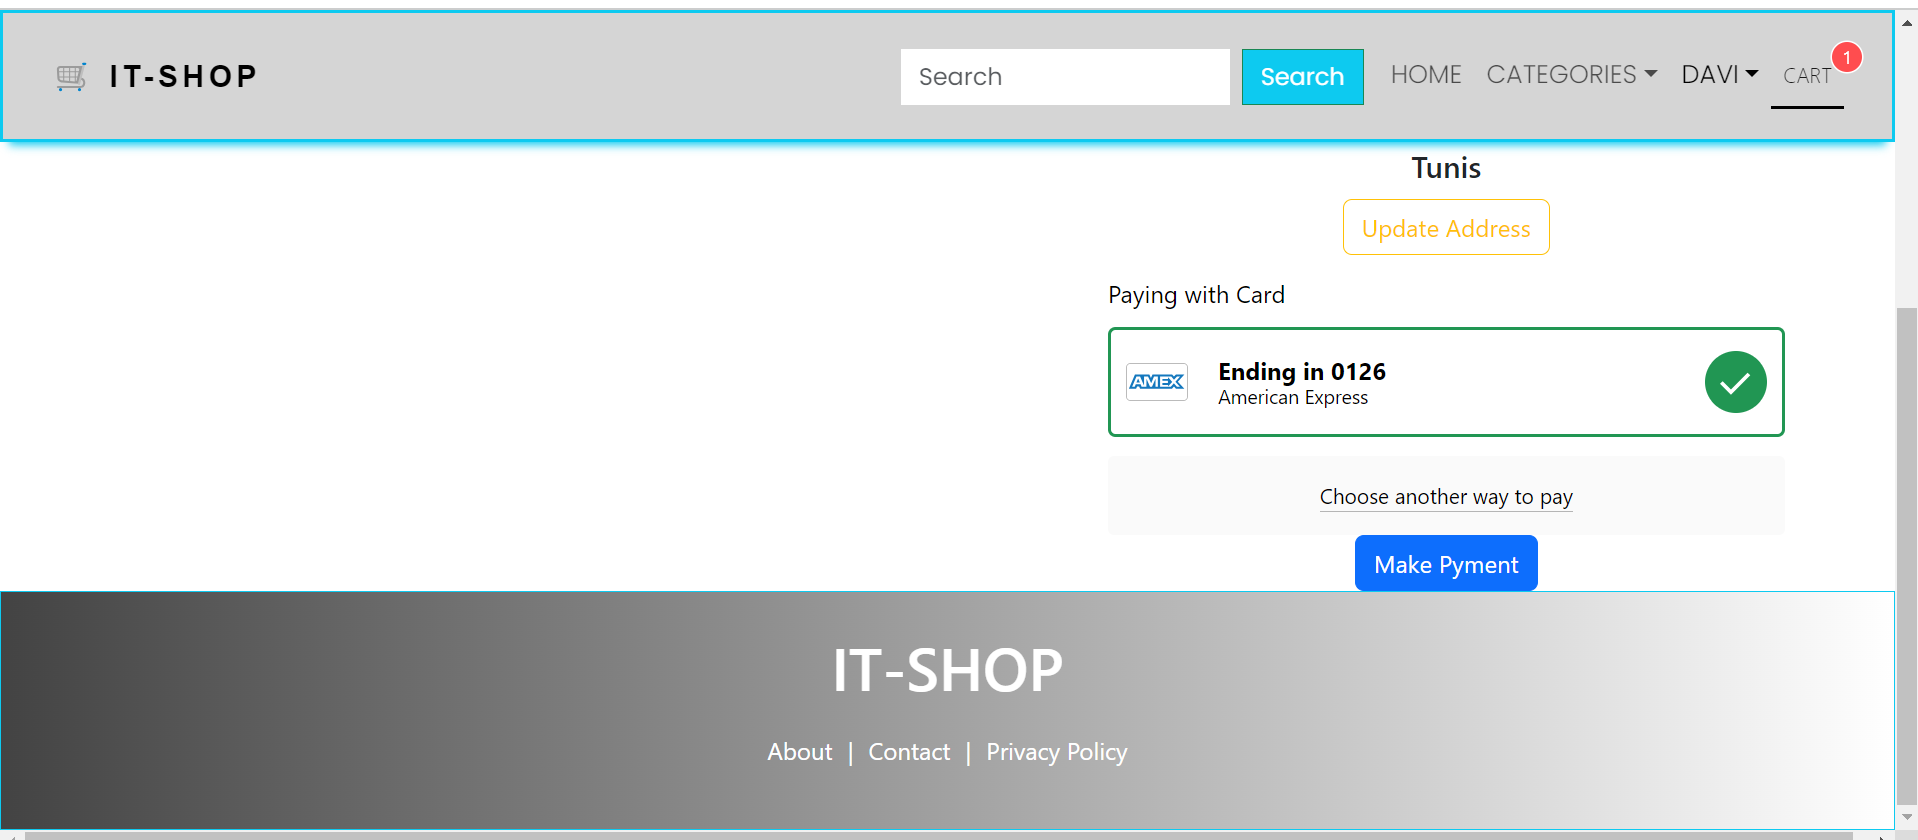 IT-SHOP
Search Search HOME CATEGORIES DAVI CART 1
Tunis
Update Address
Paying with Card
AMEX
Ending in 0126
American Express
Choose another way to pay
Make Pyment
IT-SHOP
About | Contact | Privacy Policy